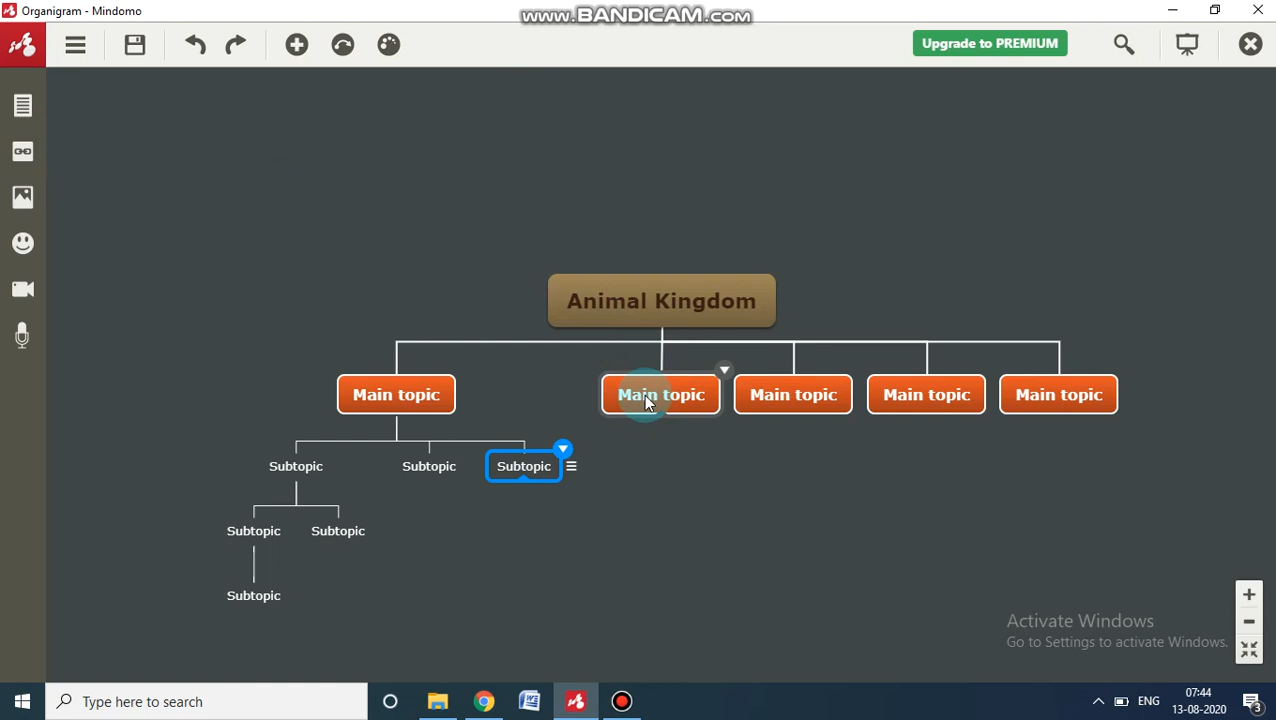 Organigram - Mindomo
www.BANDICAM.com
Upgrade to PREMIUM
Animal Kingdom
Main topic
Main topic
Main topic
Main topic
Main topic
Subtopic
Subtopic
Subtopic
Subtopic
Subtopic
Subtopic
Activate Windows
Go to Settings to activate Windows.
Type here to search
ENG
07:44
13-08-2020
3